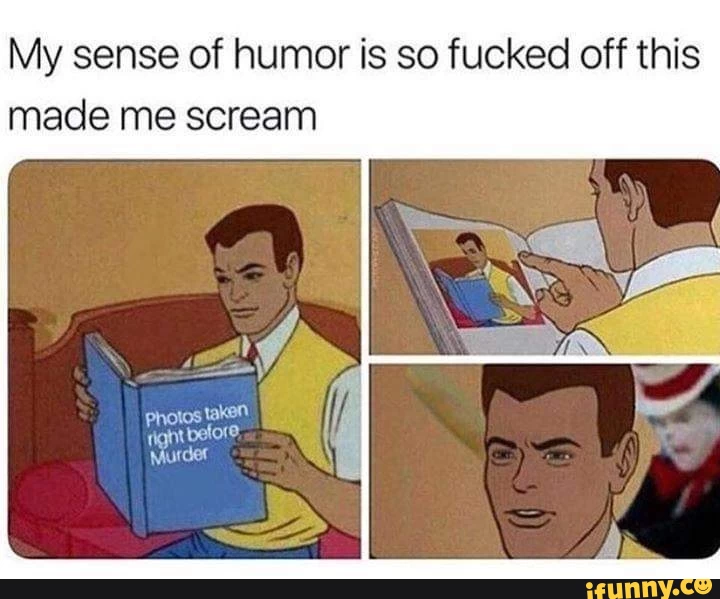 My sense of humor is so fucked off this
made me scream
Photos taken
right before
Murder
ifunny.co